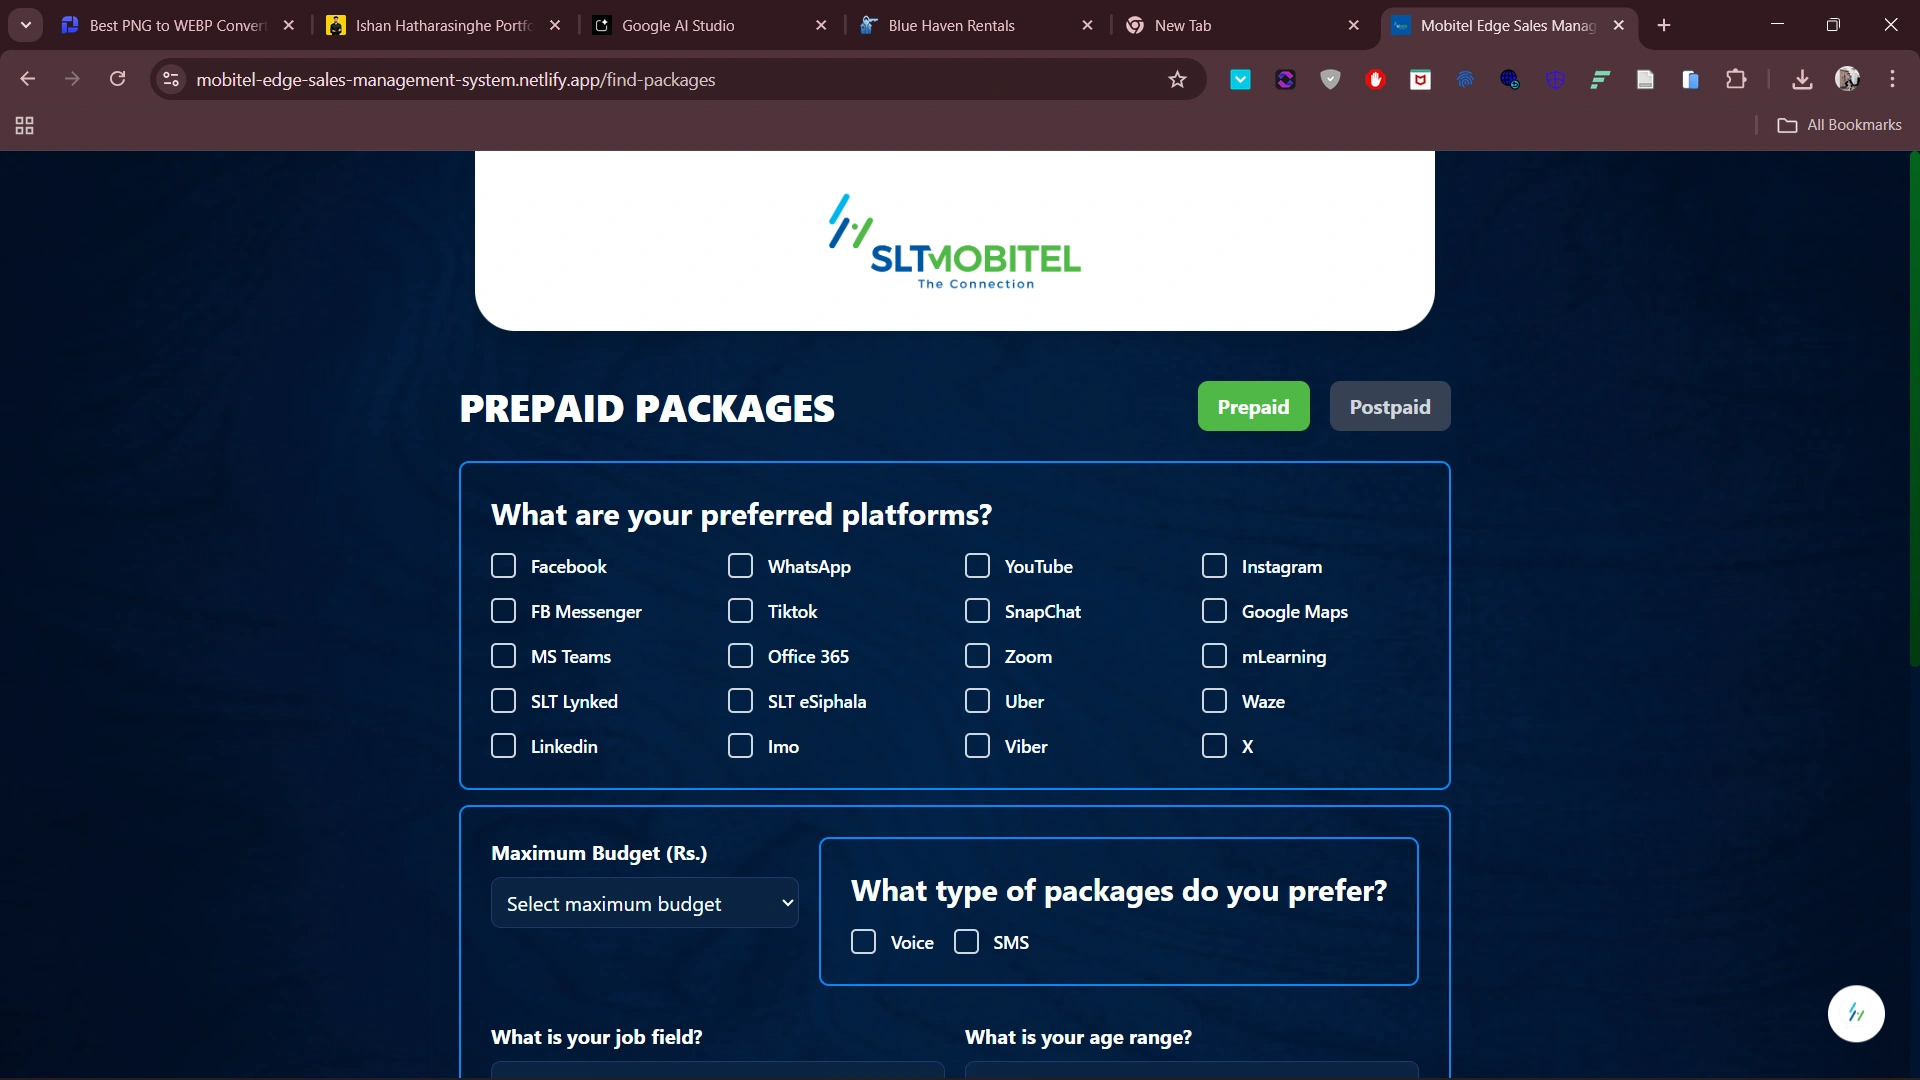 Best PNG to WEBP Convert
Ishan Hatharasinghe Portfo
Google AI Studio
Blue Haven Rentals
New Tab
Mobitel Edge Sales Manag
mobitel-edge-sales-management-system.netlify.app/find-packages
All Bookmarks
SLTMOBITEL
The Connection
PREPAID PACKAGES
Prepaid
Postpaid
What are your preferred platforms?
Facebook
WhatsApp
YouTube
Instagram
FB Messenger
Tiktok
SnapChat
Google Maps
MS Teams
Office 365
Zoom
mLearning
SLT Lynked
SLT eSiphala
Uber
Waze
Linkedin
Imo
Viber
X
Maximum Budget (Rs.)
Select maximum budget
What type of packages do you prefer?
Voice
SMS
What is your job field?
What is your age range?